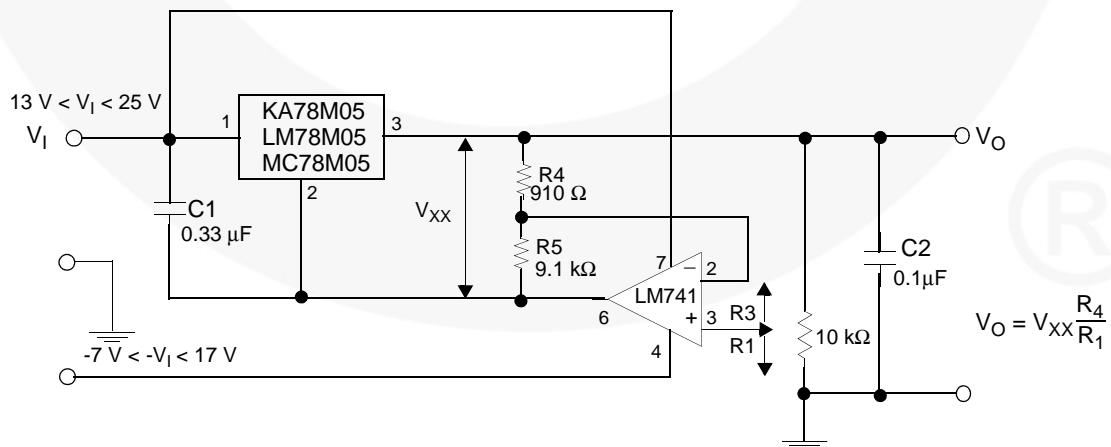 13 V < V_I < 25 V
V_I
1
KA78M05
LM78M05
MC78M05
3
2
V_O
C1
0.33 μF
V_XX
R4
910 Ω
R5
9.1 kΩ
7
–
2
LM741
6
+
3
4
R3
R1
10 kΩ
C2
0.1μF
V_O = V_XX R_4/R_1
-7 V < -V_I < 17 V
®